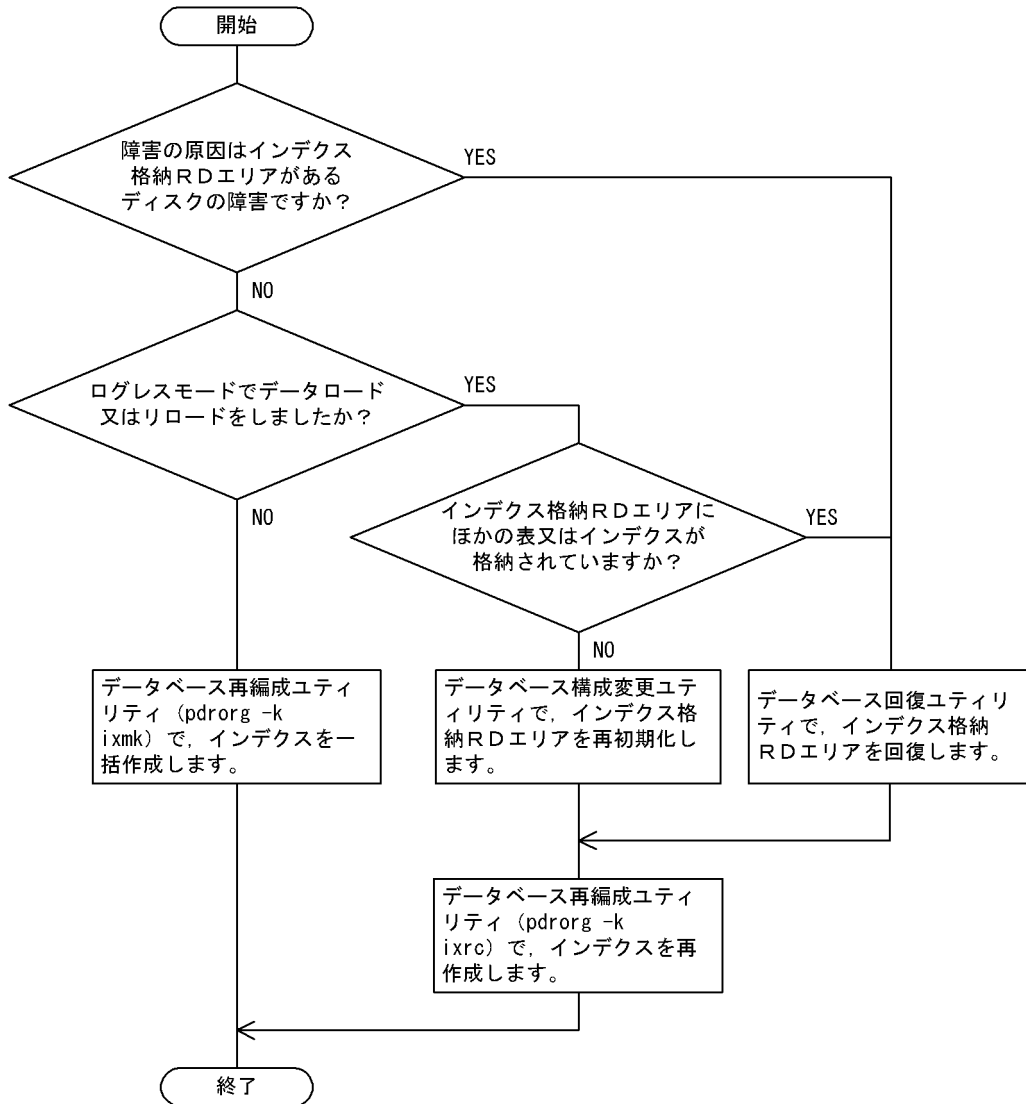 開始
障害の原因はインデクス
格納RDエリアがある
ディスクの障害ですか？
YES
NO
ログレスモードでデータロード
又はリロードをしましたか？
YES
NO
インデクス格納RDエリアに
ほかの表又はインデクスが
格納されていますか？
YES
NO
データベース再編成ユティ
リティ（pdrorg -k
ixmk）で，インデクスを一
括作成します。
データベース構成変更ユテ
ィリティで，インデクス格
納RDエリアを再初期化し
ます。
データベース回復ユティリ
ティで，インデクス格納
RDエリアを回復します。
データベース再編成ユティ
リティ（pdrorg -k
ixrc）で，インデクスを再
作成します。
終了